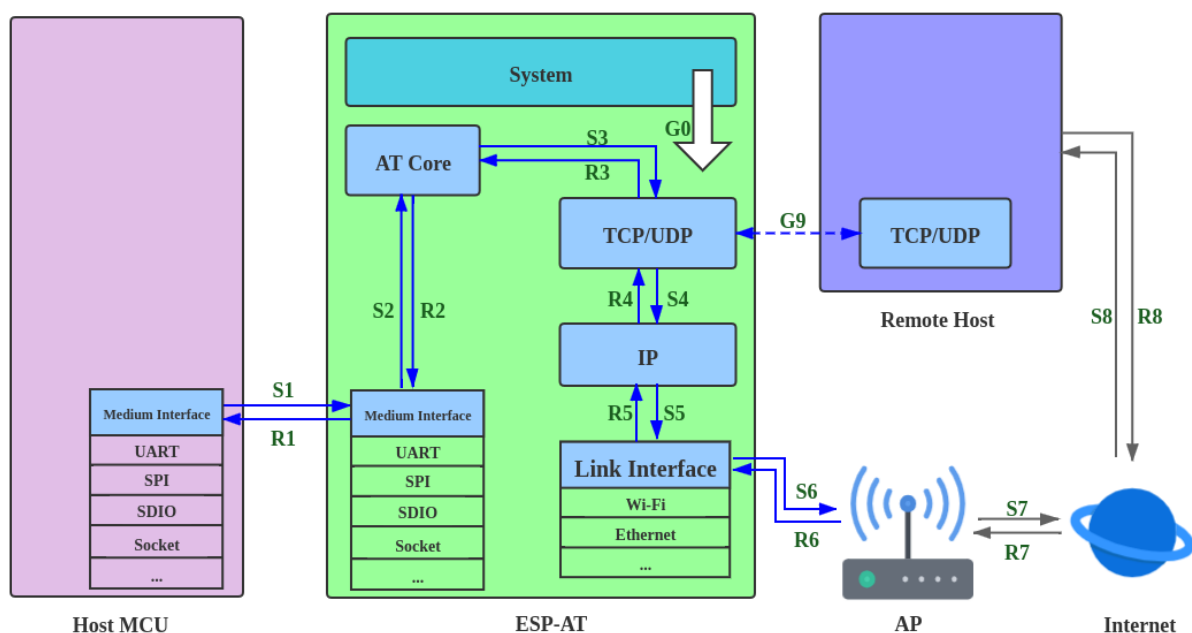 System
G0
AT Core
S3
R3
TCP/UDP
G9
TCP/UDP
Remote Host
S2
R2
R4
S4
S8
R8
IP
S1
R1
Medium Interface
UART
SPI
SDIO
Socket
...
Medium Interface
UART
SPI
SDIO
Socket
...
R5
S5
Link Interface
Wi-Fi
Ethernet
...
S6
R6
S7
R7
Host MCU
ESP-AT
AP
Internet